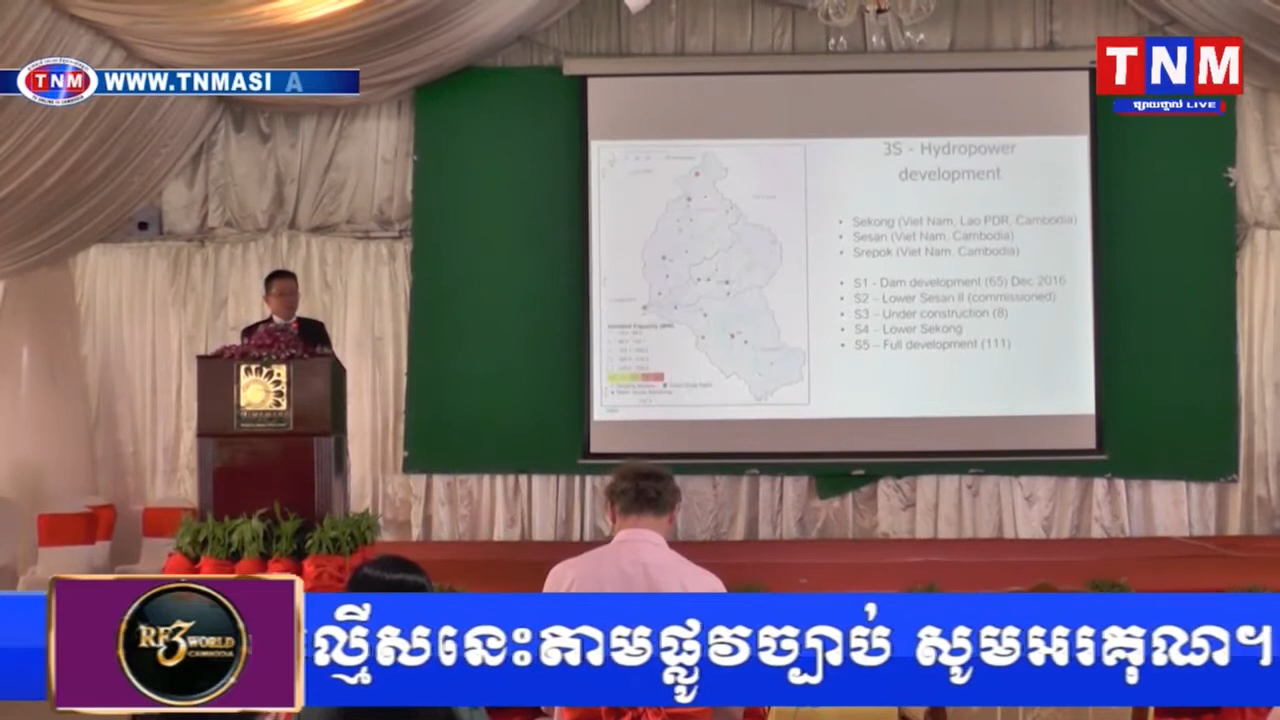 TNM
WWW.TNMASI A
TNM
ផ្សាយផ្ទាល់ LIVE
3S - Hydropower
development
• Sekong (Viet Nam, Lao PDR, Cambodia)
• Sesan (Viet Nam, Cambodia)
• Srepok (Viet Nam, Cambodia)
• S1 - Dam development (65) Dec 2016
• S2 – Lower Sesan II (commissioned)
• S3 – Under construction (8)
• S4 – Lower Sekong
• S5 – Full development (111)
RF3WORLD
CAMBODIA
ល្មើសនេះតាមផ្លូវច្បាប់ សូមអរគុណ។